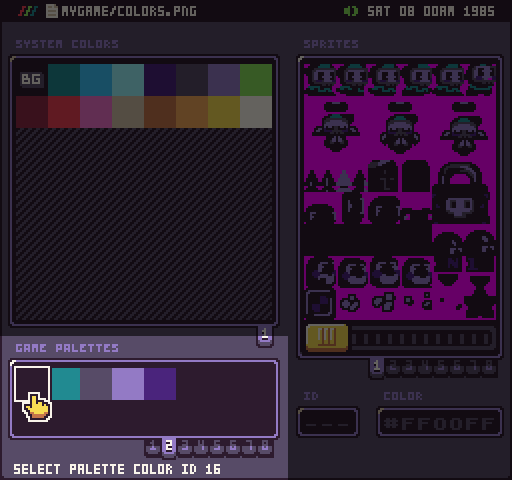 MYGAME/COLORS.PNG
SAT 08 00AM 1985
SYSTEM COLORS
SPRITES
BG
1
GAME PALETTES
1 2 3 4 5 6 7 8
1 2 3 4 5 6 7 8
ID
COLOR
---
#FF00FF
SELECT PALETTE COLOR ID 16